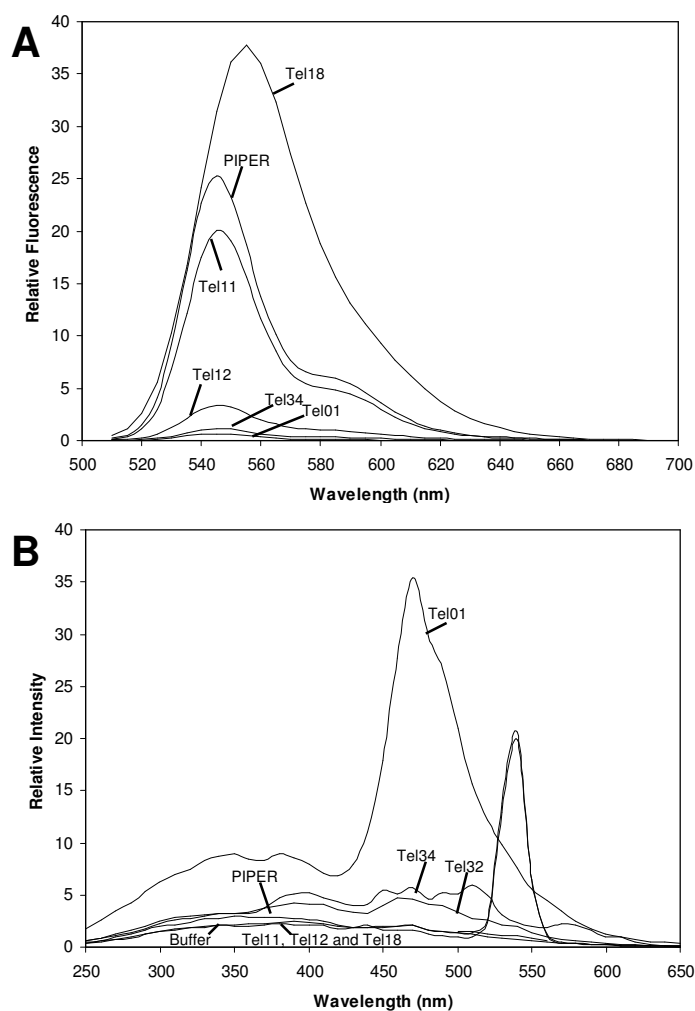 A
40
35
30
25
20
15
10
5
0
Relative Fluorescence
Tel18
PIPER
Tel11
Tel12
Tel34
Tel01
500 520 540 560 580 600 620 640 660 680 700
Wavelength (nm)
B
40
35
30
25
20
15
10
5
0
Relative Intensity
Tel01
Tel34
Tel32
PIPER
Buffer
Tel11, Tel12 and Tel18
250 300 350 400 450 500 550 600 650
Wavelength (nm)